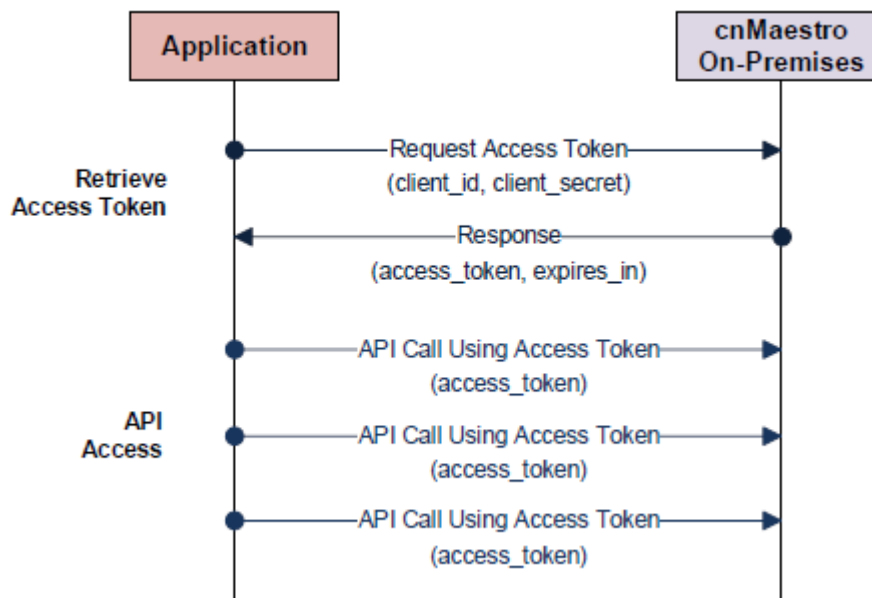 Application
cnMaestro
On-Premises
Retrieve
Access Token
Request Access Token
(client_id, client_secret)
Response
(access_token, expires_in)
API
Access
API Call Using Access Token
(access_token)
API Call Using Access Token
(access_token)
API Call Using Access Token
(access_token)